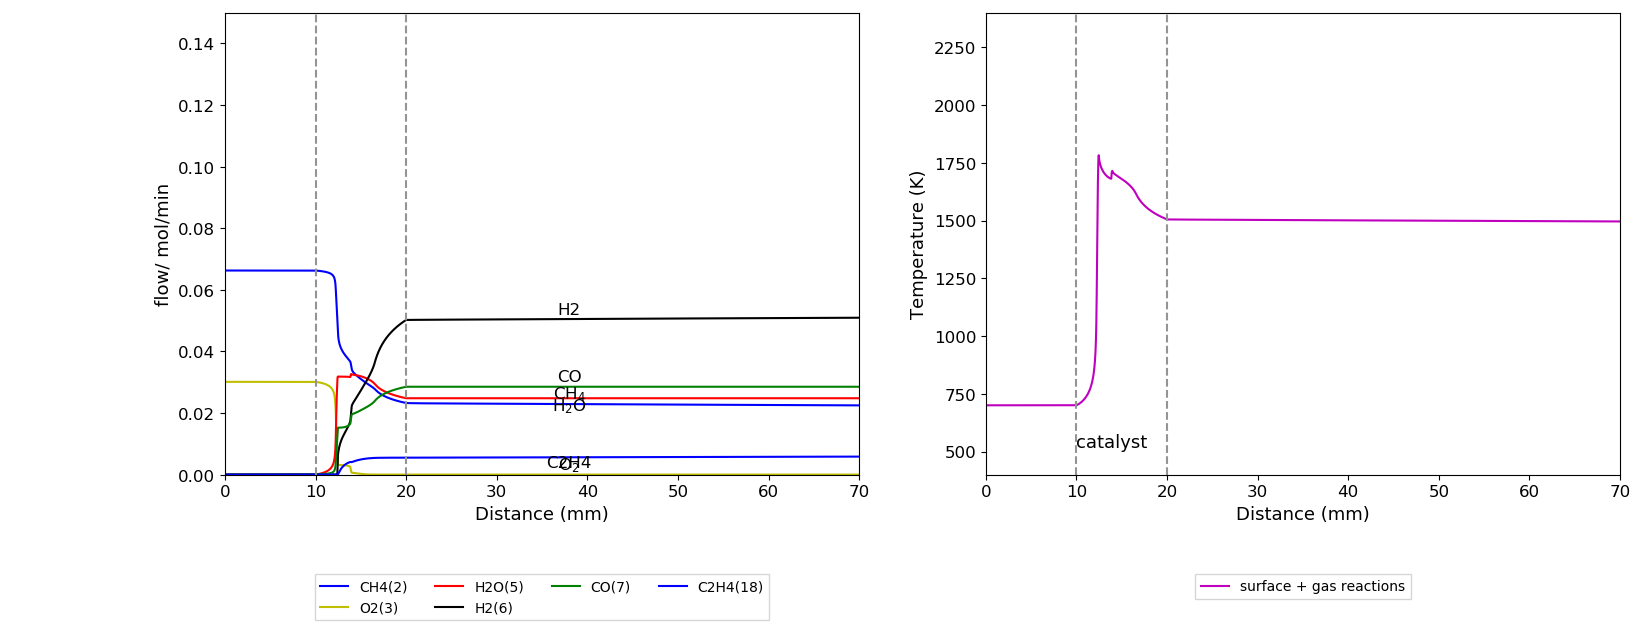 0.14
0.12
0.10
0.08
0.06
0.04
0.02
0.00
flow/ mol/min
H2
CO
CH₄
H₂O
C2H4
O₂
0 10 20 30 40 50 60 70
Distance (mm)
CH4(2) H2O(5) CO(7) C2H4(18)
O2(3) H2(6)
2250
2000
1750
1500
1250
1000
750
500
Temperature (K)
catalyst
0 10 20 30 40 50 60 70
Distance (mm)
surface + gas reactions